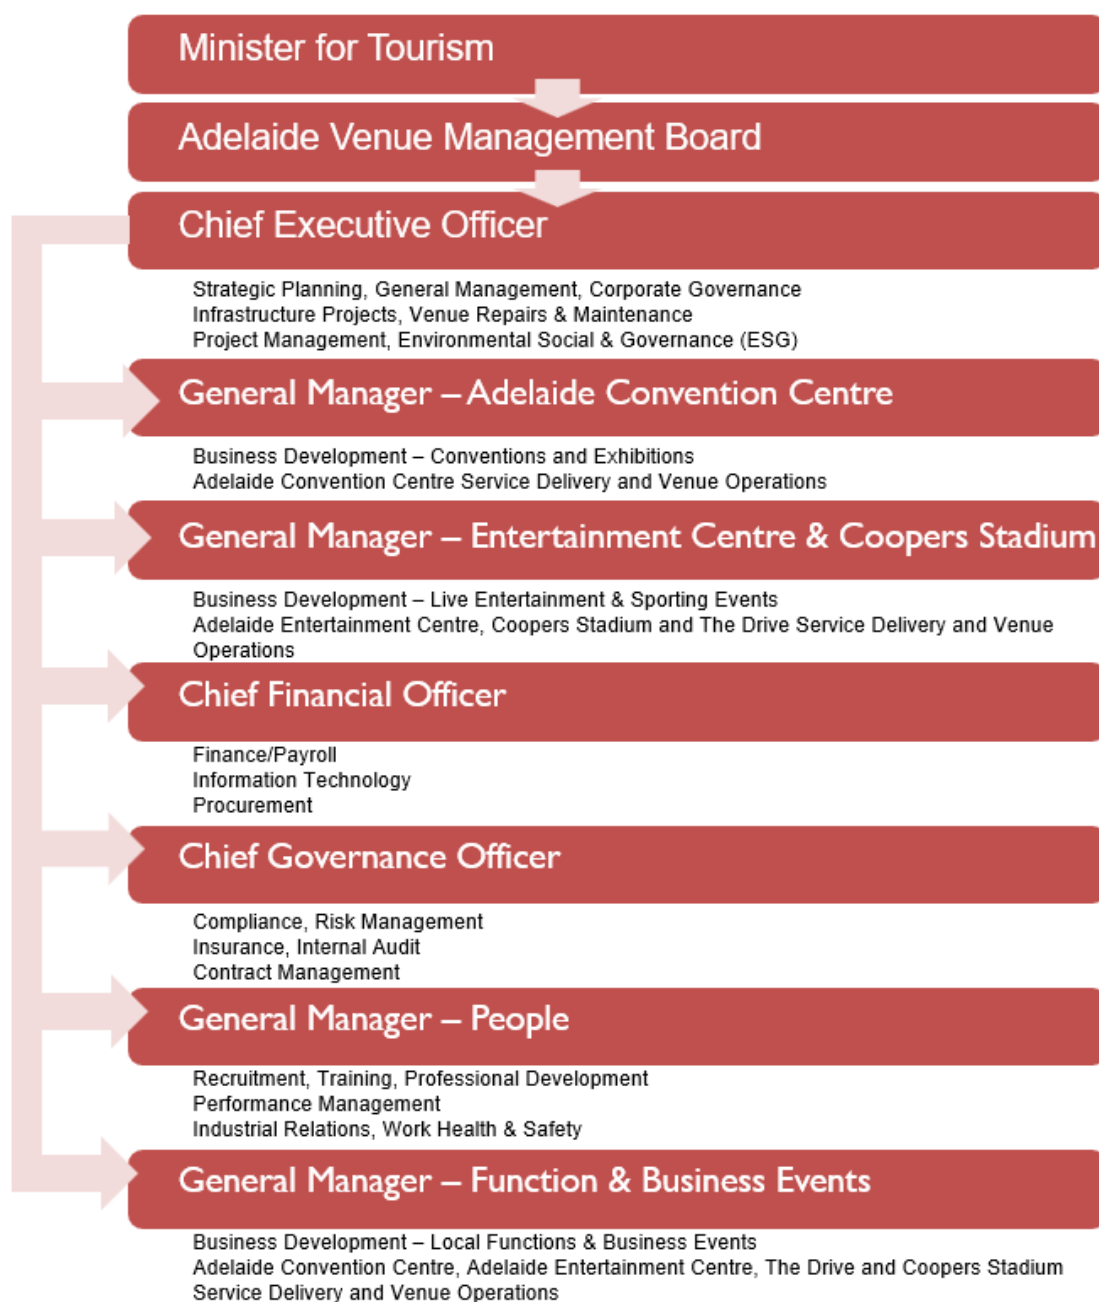 Minister for Tourism
Adelaide Venue Management Board
Chief Executive Officer
Strategic Planning, General Management, Corporate Governance
Infrastructure Projects, Venue Repairs & Maintenance
Project Management, Environmental Social & Governance (ESG)
General Manager – Adelaide Convention Centre
Business Development – Conventions and Exhibitions
Adelaide Convention Centre Service Delivery and Venue Operations
General Manager – Entertainment Centre & Coopers Stadium
Business Development – Live Entertainment & Sporting Events
Adelaide Entertainment Centre, Coopers Stadium and The Drive Service Delivery and Venue
Operations
Chief Financial Officer
Finance/Payroll
Information Technology
Procurement
Chief Governance Officer
Compliance, Risk Management
Insurance, Internal Audit
Contract Management
General Manager – People
Recruitment, Training, Professional Development
Performance Management
Industrial Relations, Work Health & Safety
General Manager – Function & Business Events
Business Development – Local Functions & Business Events
Adelaide Convention Centre, Adelaide Entertainment Centre, The Drive and Coopers Stadium
Service Delivery and Venue Operations